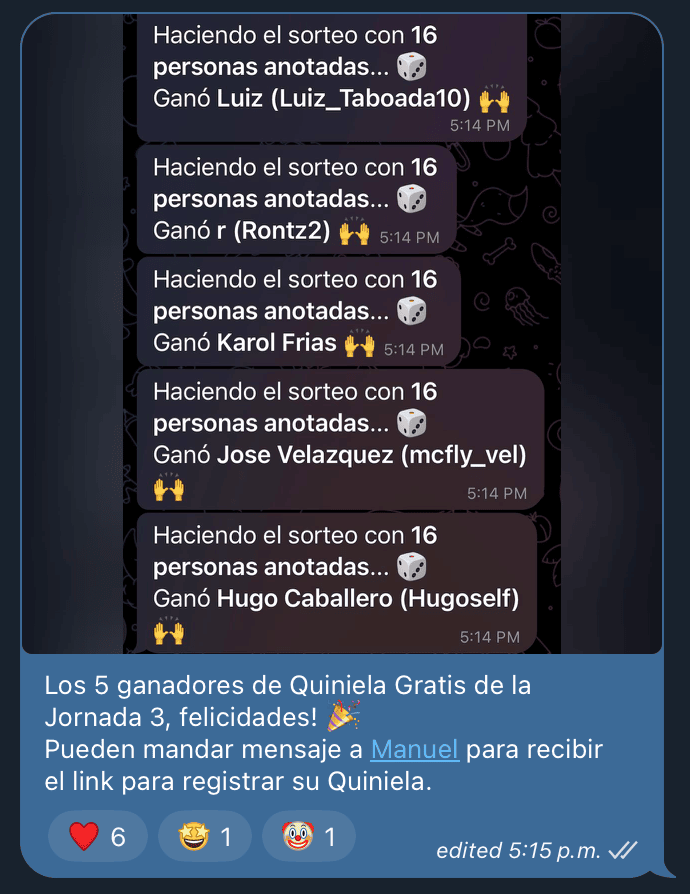 Haciendo el sorteo con 16
personas anotadas... 🎲
Ganó Luiz (Luiz_Taboada10) 🙌
5:14 PM
Haciendo el sorteo con 16
personas anotadas... 🎲
Ganó r (Rontz2) 🙌 5:14 PM
Haciendo el sorteo con 16
personas anotadas... 🎲
Ganó Karol Frias 🙌 5:14 PM
Haciendo el sorteo con 16
personas anotadas... 🎲
Ganó Jose Velazquez (mcfly_vel)
🙌 5:14 PM
Haciendo el sorteo con 16
personas anotadas... 🎲
Ganó Hugo Caballero (Hugoself)
🙌 5:14 PM
Los 5 ganadores de Quiniela Gratis de la
Jornada 3, felicidades! 🎉
Pueden mandar mensaje a Manuel para recibir
el link para registrar su Quiniela.
❤️ 6 🤩 1 🤡 1
edited 5:15 p.m.